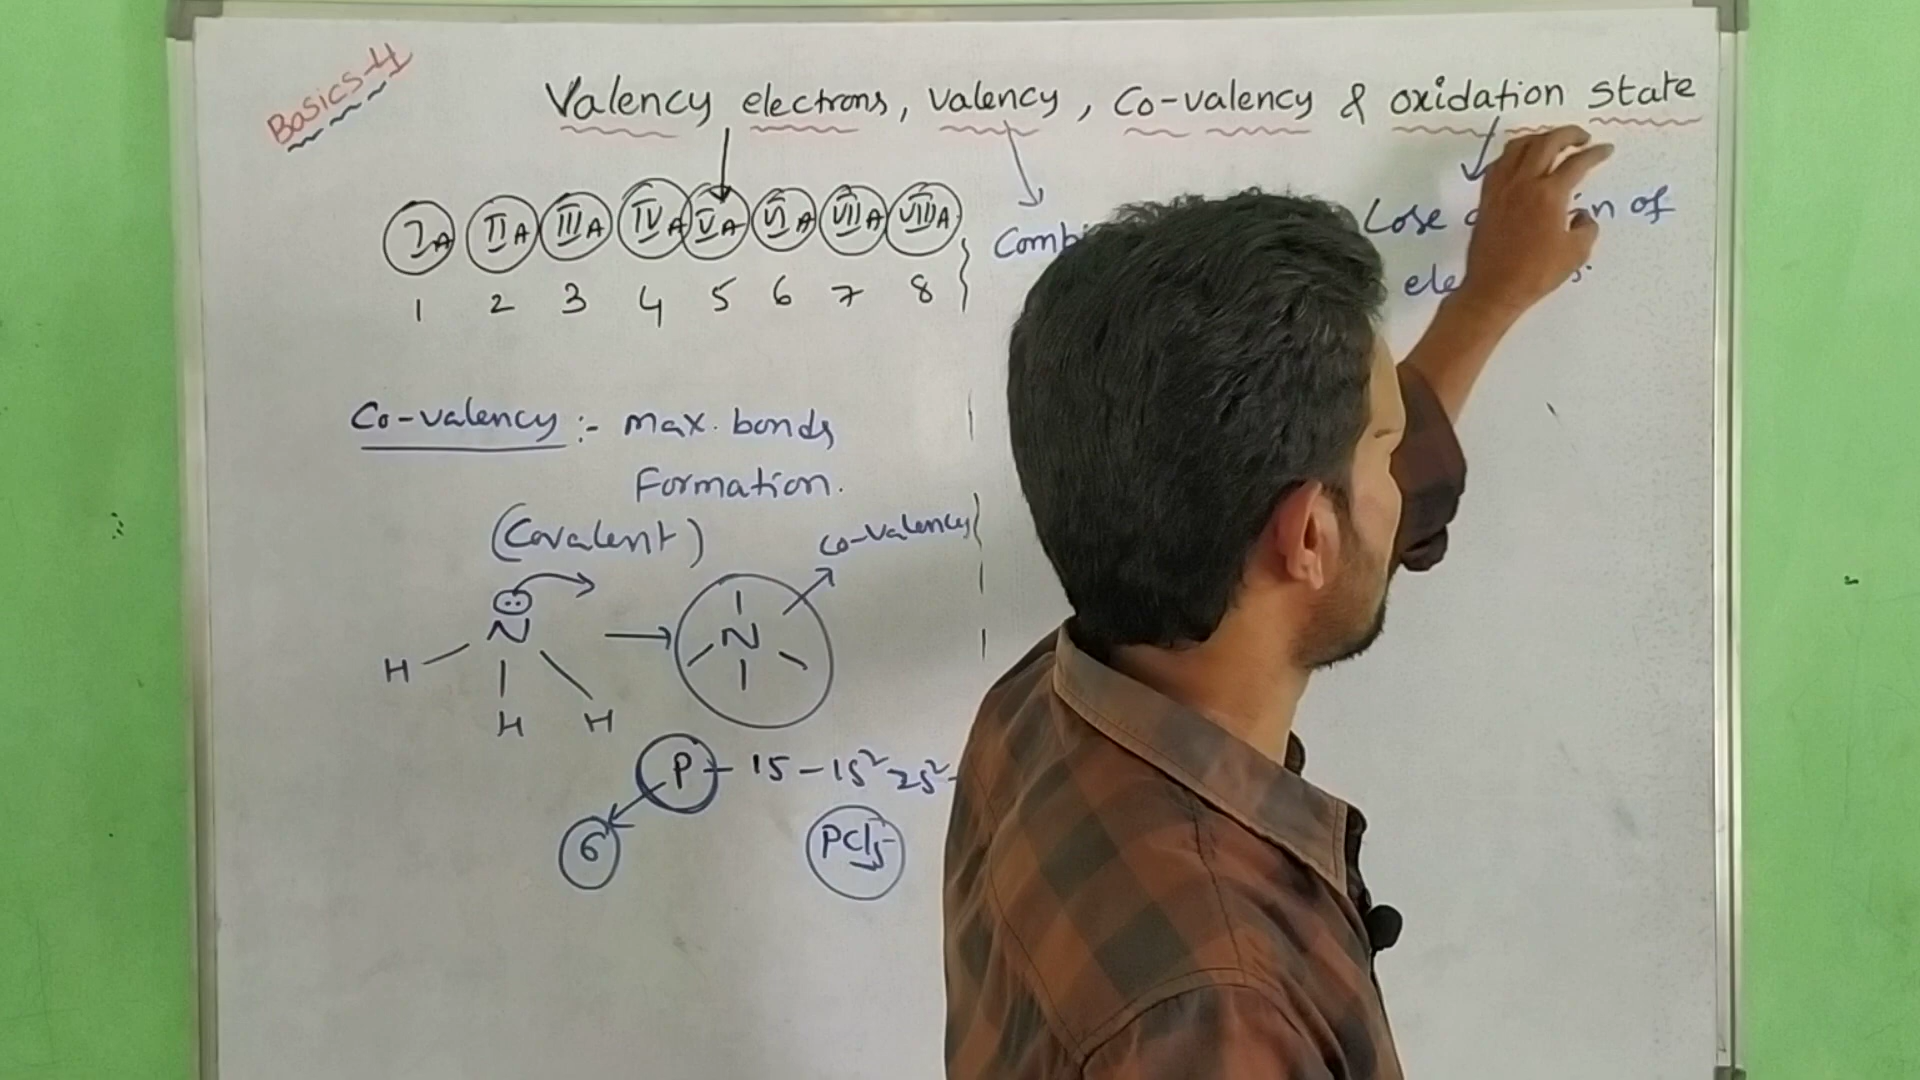 Basics-4
Valency electrons, valency, Co-valency & oxidation state
IA IIA IIIA IVA VA VIA VIIA VIIIA
1 2 3 4 5 6 7 8
Lose of
Co-valency :- max. bonds
Formation.
(Covalent)
co-valency
N
N
H
H H
P - 15 - 1s² 2s²
6
PCl5